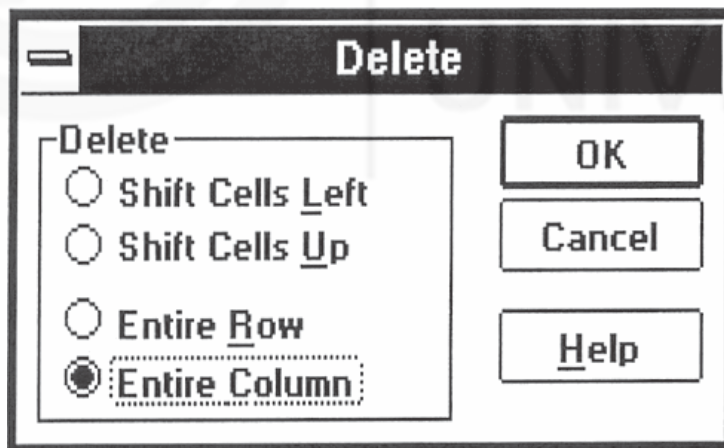 Delete
Delete
Shift Cells Left
Shift Cells Up
Entire Row
Entire Column
OK
Cancel
Help